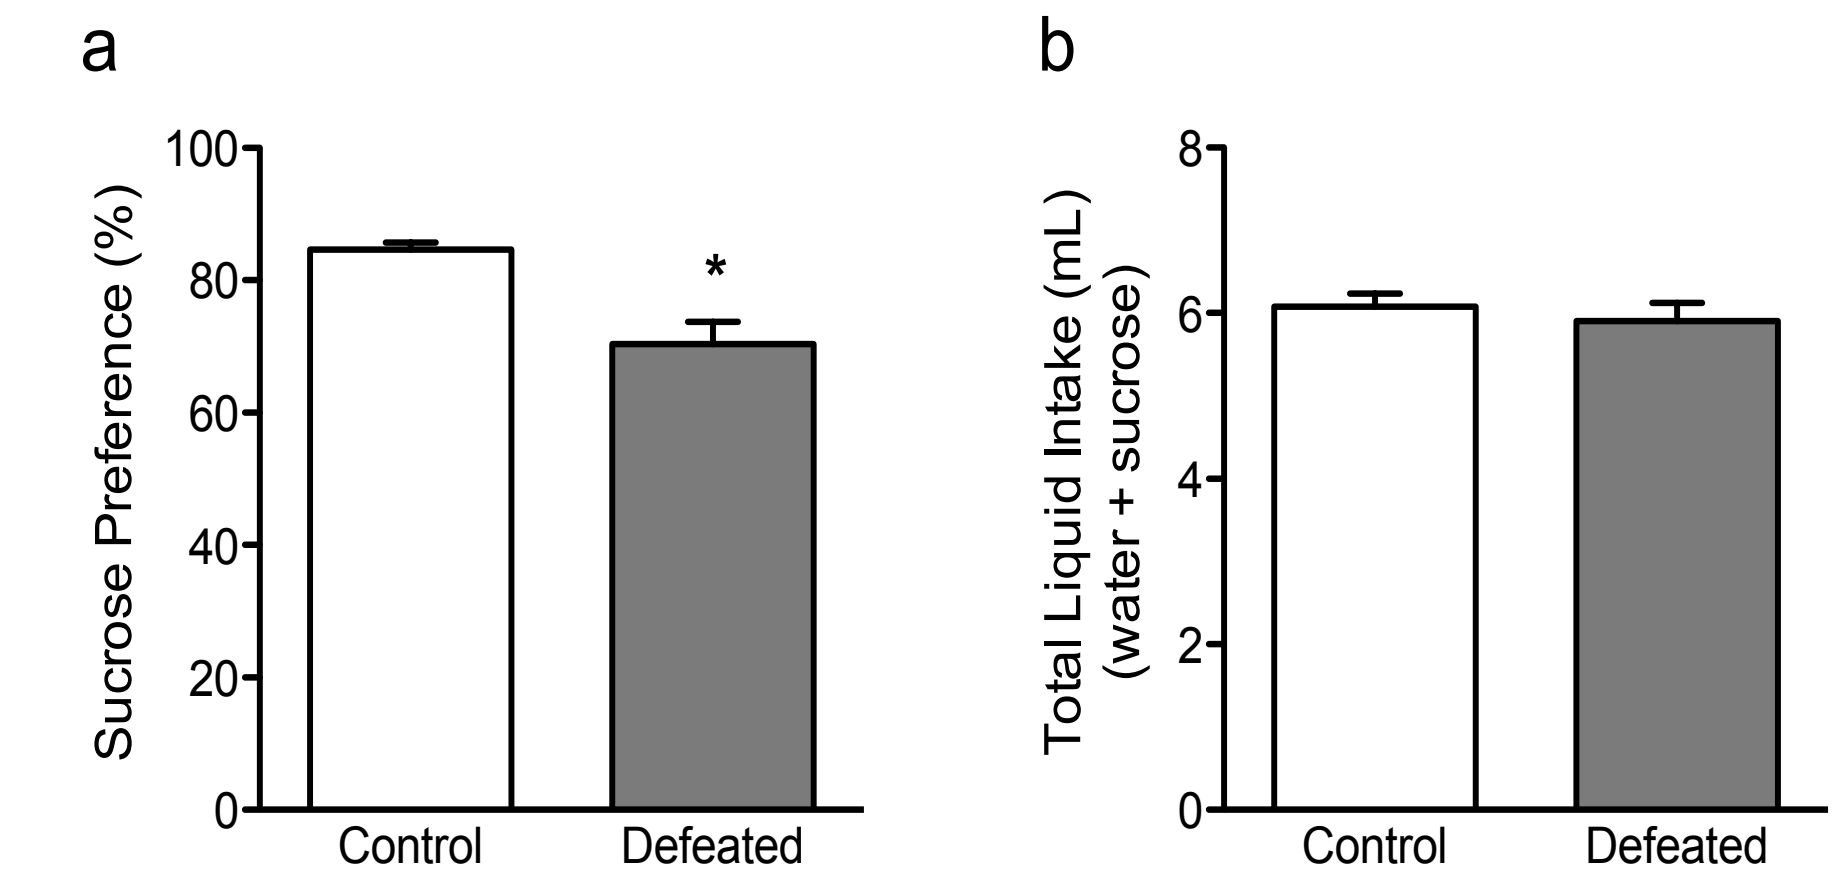 a
Sucrose Preference (%)
100
80
60
40
20
0
*
Control
Defeated
b
Total Liquid Intake (mL)
(water + sucrose)
8
6
4
2
0
Control
Defeated